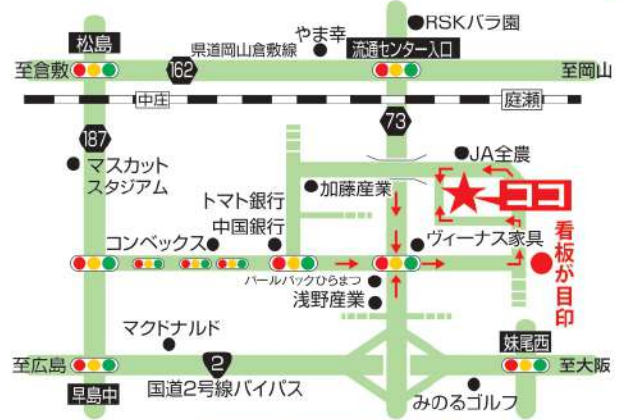 RSKバラ園
やま幸
松島
県道岡山倉敷線
流通センター入口
至倉敷
162
至岡山
中庄
庭瀬
73
187
JA全農
マスカット
スタジアム
加藤産業
ココ
トマト銀行
中国銀行
コンベックス
ヴィーナス家具
看板が目印
パールパックひらまつ
浅野産業
マクドナルド
妹尾西
至広島
2
至大阪
早島中
国道2号線バイパス
みのるゴルフ